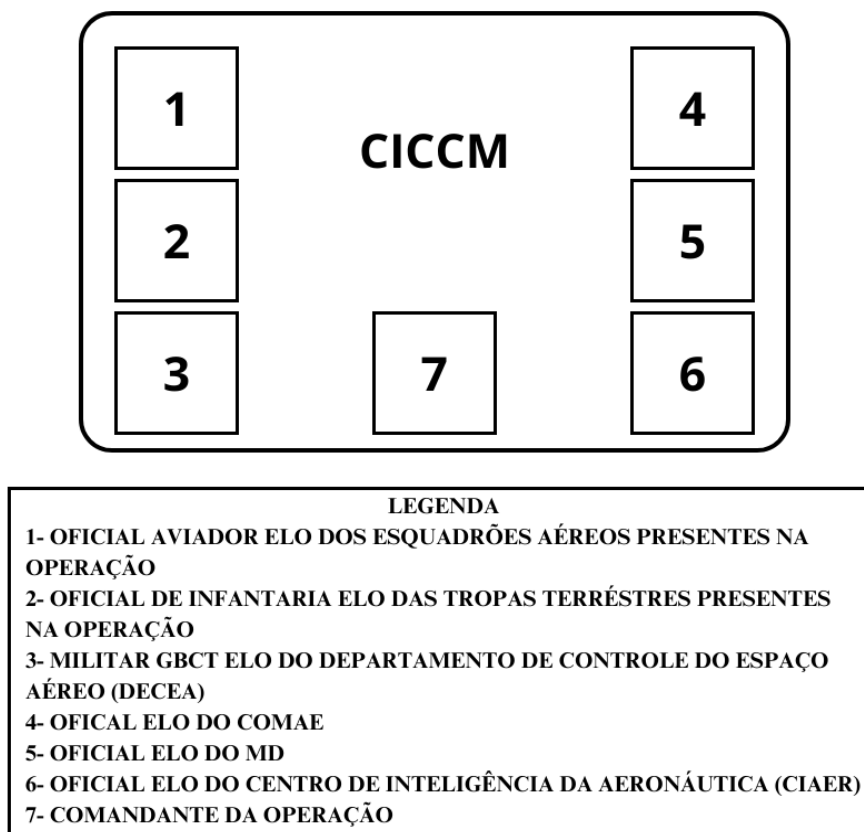 1
4
CICCM
2
5
3
7
6
LEGENDA
1- OFICIAL AVIADOR ELO DOS ESQUADRÕES AÉREOS PRESENTES NA
OPERAÇÃO
2- OFICIAL DE INFANTARIA ELO DAS TROPAS TERRÉSTRES PRESENTES
NA OPERAÇÃO
3- MILITAR GBCT ELO DO DEPARTAMENTO DE CONTROLE DO ESPAÇO
AÉREO (DECEA)
4- OFICAL ELO DO COMAE
5- OFICIAL ELO DO MD
6- OFICIAL ELO DO CENTRO DE INTELIGÊNCIA DA AERONÁUTICA (CIAER)
7- COMANDANTE DA OPERAÇÃO